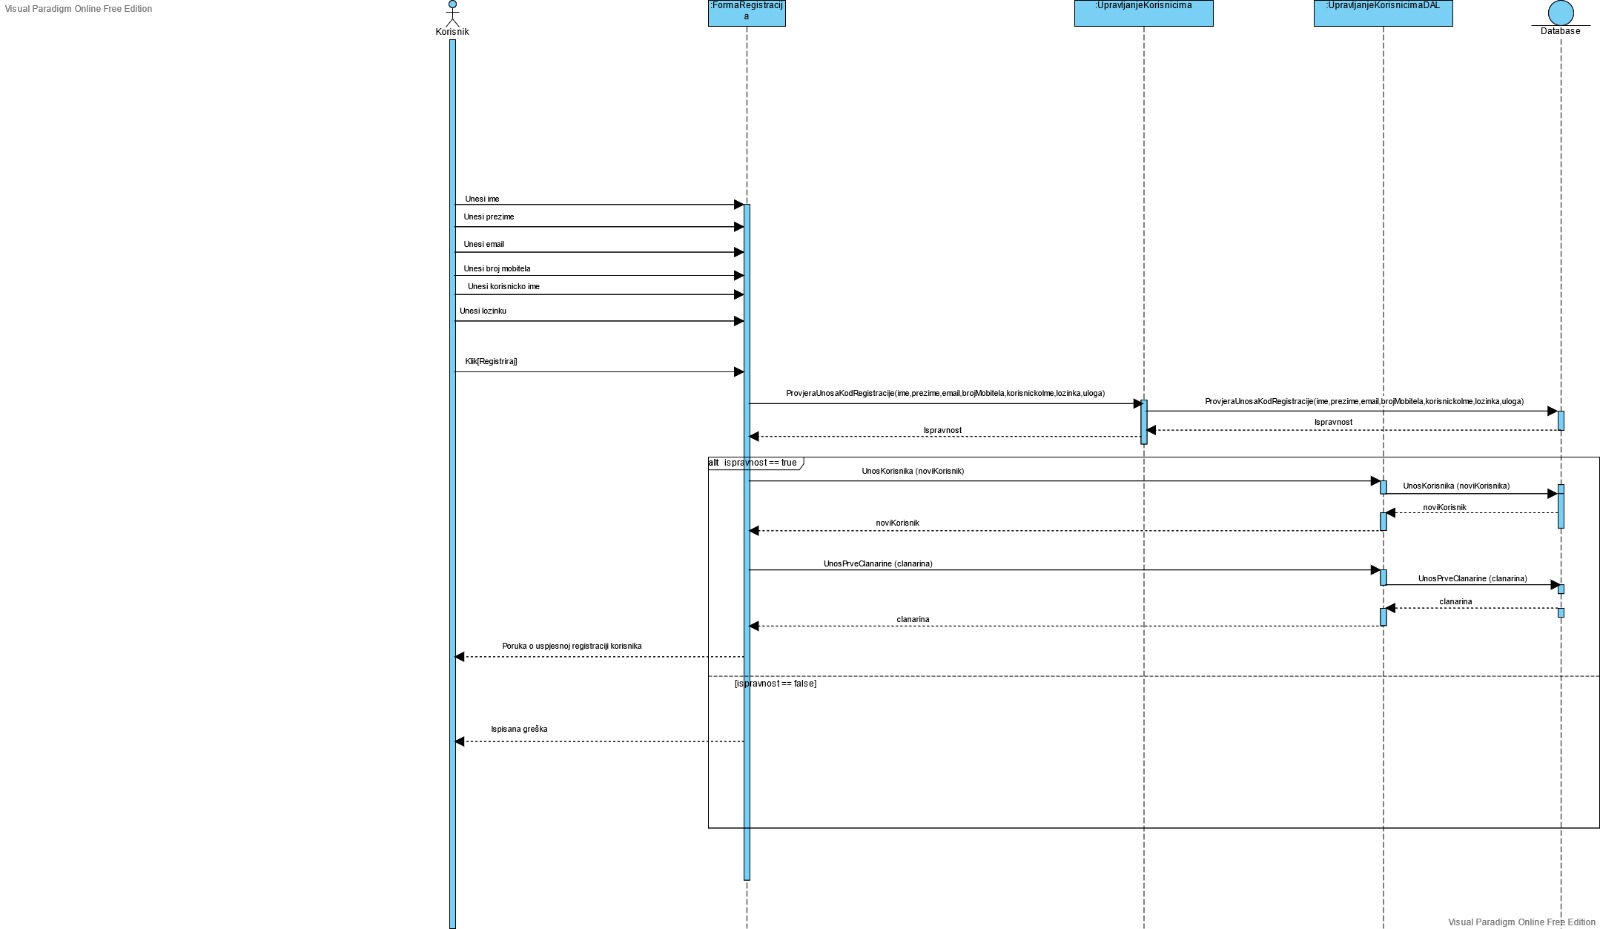 Visual Paradigm Online Free Edition
Korisnik
:FormaRegistracij
a
:UpravljanjeKorisnicima
:UpravljanjeKorisnicimaDAL
Database
Unesi ime
Unesi prezime
Unesi email
Unesi broj mobitela
Unesi korisnicko ime
Unesi lozinku
Klik[Registriraj]
ProvjeraUnosaKodRegistracije(ime,prezime,email,brojMobitela,korisnickoIme,lozinka,uloga)
ProvjeraUnosaKodRegistracije(ime,prezime,email,brojMobitela,korisnickoIme,lozinka,uloga)
Ispravnost
Ispravnost
alt ispravnost == true
UnosKorisnika (noviKorisnik)
UnosKorisnika (noviKorisnika)
noviKorisnik
noviKorisnik
UnosPrveClanarine (clanarina)
UnosPrveClanarine (clanarina)
clanarina
clanarina
Poruka o uspjesnoj registraciji korisnika
[ispravnost == false]
Ispisana greška
Visual Paradigm Online Free Edition